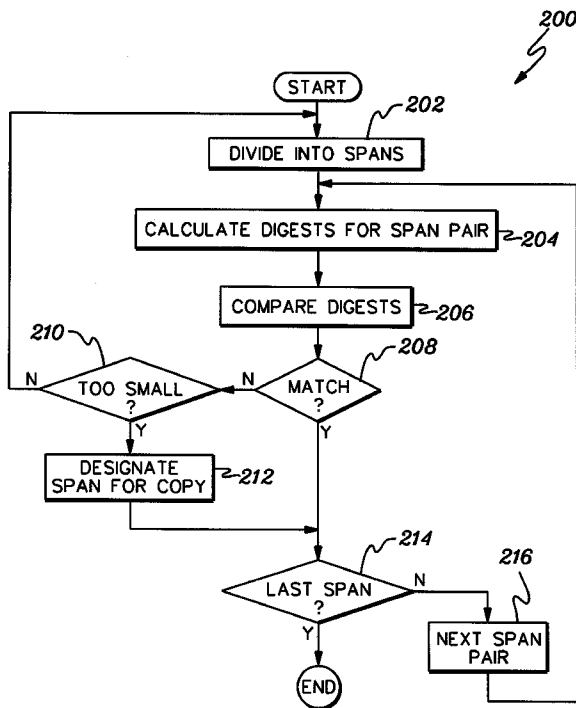 200
START
202
DIVIDE INTO SPANS
CALCULATE DIGESTS FOR SPAN PAIR
204
COMPARE DIGESTS
206
210
208
N
TOO SMALL
?
N
MATCH
?
Y
Y
DESIGNATE
SPAN FOR COPY
212
214
216
LAST SPAN
?
N
Y
NEXT SPAN
PAIR
END